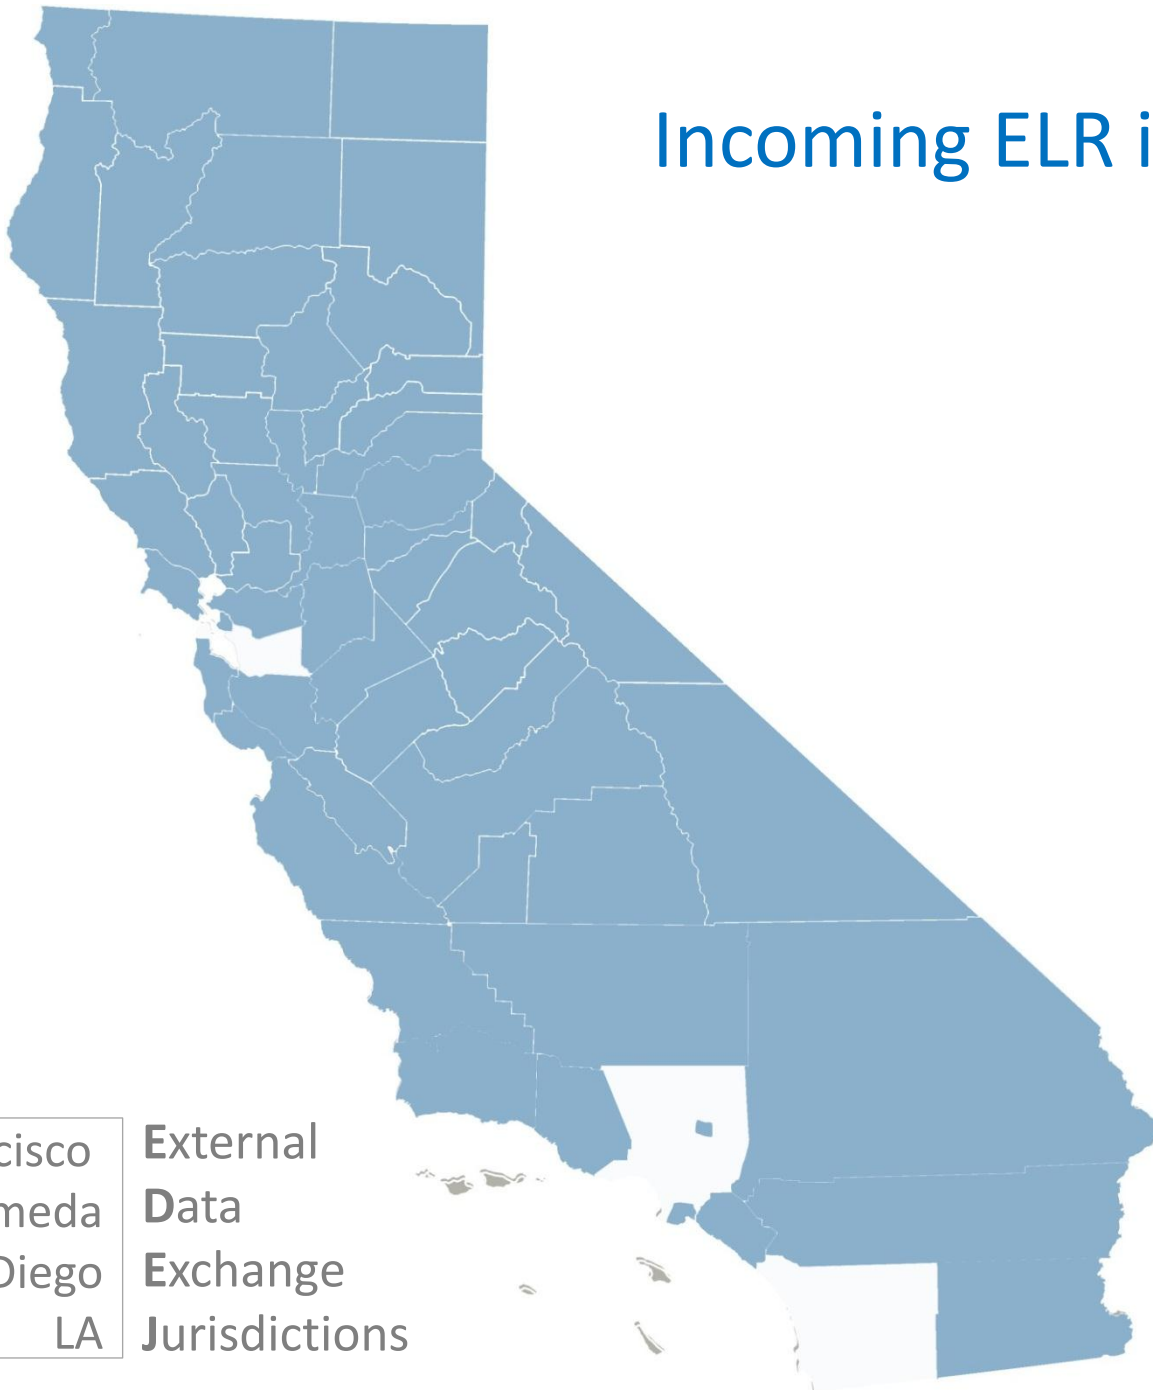 Incoming ELR i
cisco
meda
Diego
LA
External
Data
Exchange
Jurisdictions